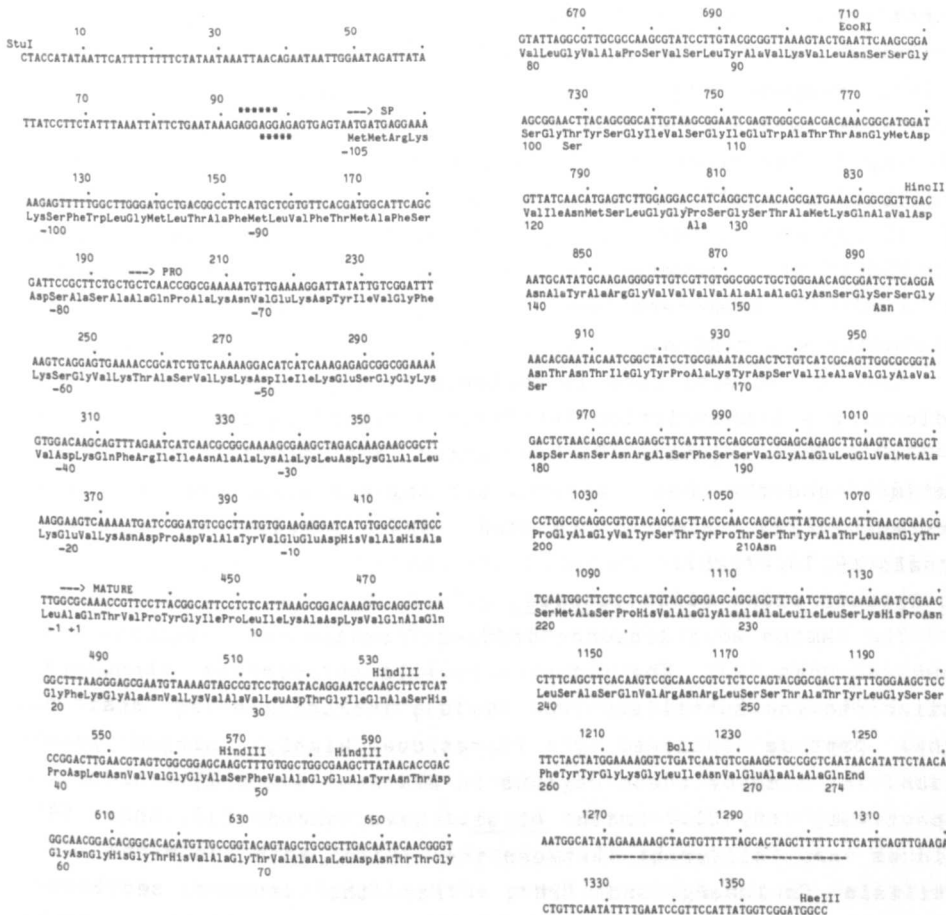 10 30 50
StuI
CTACCATATAATTCATTTTTTTTCTATAATAAATTAACAGAATAATTGGAATAGATTATA
70 90
****** ---> SP
TTATCCTTCTATTTAAATTATTCTGAATAAAGAGGAGGAGAGTGAGTAATGATGAGGAAA
***** MetMetArgLys
-105
130 150 170
AAGAGTTTTTGGCTTGGGATGCTGACGGCCTTCATGCTCGTGTTCACGATGGCATTCAGC
LysSerPheTrpLeuGlyMetLeuThrAlaPheMetLeuValPheThrMetAlaPheSer
-100 -90
190 ---> PRO 210 230
GATTCCGCTTCTGCTGCTCAACCGGCGAAAAATGTTGAAAAGGATTATATTGTCGGATTT
AspSerAlaSerAlaAlaGlnProAlaLysAsnValGluLysAspTyrIleValGlyPhe
-80 -70
250 270 290
AAGTCAGGAGTGAAAACCGCATCTGTCAAAAAGGACATCATCAAAGAGAGCGGCGGAAAA
LysSerGlyValLysThrAlaSerValLysLysAspIleIleLysGluSerGlyGlyLys
-60 -50
310 330 350
GTGGACAAGCAGTTTAGAATCATCAACGCGGCAAAAGCGAAGCTAGACAAAGAAGCGCTT
ValAspLysGlnPheArgIleIleAsnAlaAlaLysAlaLysLeuAspLysGluAlaLeu
-40 -30
370 390 410
AAGGAAGTCAAAAATGATCCGGATGTCGCTTATGTGGAAGAGGATCATGTGGCCCATGCC
LysGluValLysAsnAspProAspValAlaTyrValGluGluAspHisValAlaHisAla
-20 -10
---> MATURE 450 470
TTGGCGCAAACCGTTCCTTACGGCATTCCTCTCATTAAAGCGGACAAAGTGCAGGCTCAA
LeuAlaGlnThrValProTyrGlyIleProLeuIleLysAlaAspLysValGlnAlaGln
-1 +1 10
490 510 530
HindIII
GGCTTTAAGGGAGCGAATGTAAAAGTAGCCGTCCTGGATACAGGAATCCAAGCTTCTCAT
GlyPheLysGlyAlaAsnValLysValAlaValLeuAspThrGlyIleGlnAlaSerHis
20 30
550 570 590
HindIII HindIII
CCGGACTTGAACGTAGTCGGCGGAGCAAGCTTTGTGGCTGGCGAAGCTTATAACACCGAC
ProAspLeuAsnValValGlyGlyAlaSerPheValAlaGlyGluAlaTyrAsnThrAsp
40 50
610 630 650
GGCAACGGACACGGCACACATGTTGCCGGTACAGTAGCTGCGCTTGACAATACAACGGGT
GlyAsnGlyHisGlyThrHisValAlaGlyThrValAlaAlaLeuAspAsnThrThrGly
60 70
670 690 710
EcoRI
GTATTAGGCGTTGCGCCAAGCGTATCCTTGTACGCGGTTAAAGTACTGAATTCAAGCGGA
ValLeuGlyValAlaProSerValSerLeuTyrAlaValLysValLeuAsnSerSerGly
80 90
730 750 770
AGCGGAACTTACAGCGGCATTGTAAGCGGAATCGAGTGGGCGACGACAAACGGCATGGAT
SerGlyThrTyrSerGlyIleValSerGlyIleGluTrpAlaThrThrAsnGlyMetAsp
100 Ser 110
790 810 830
HincII
GTTATCAACATGAGTCTTGGAGGACCATCAGGCTCAACAGCGATGAAACAGGCGGTTGAC
ValIleAsnMetSerLeuGlyGlyProSerGlySerThrAlaMetLysGlnAlaValAsp
120 Ala 130
850 870 890
AATGCATATGCAAGAGGGGTTGTCGTTGTGGCGGCTGCTGGGAACAGCGGATCTTCAGGA
AsnAlaTyrAlaArgGlyValValValValAlaAlaAlaGlyAsnSerGlySerSerGly
140 150 Asn
910 930 950
AACACGAATACAATCGGCTATCCTGCGAAATACGACTCTGTCATCGCAGTTGGCGCGGTA
AsnThrAsnThrIleGlyTyrProAlaLysTyrAspSerValIleAlaValGlyAlaVal
Ser 170
970 990 1010
GACTCTAACAGCAACAGAGCTTCATTTTCCAGCGTCGGAGCAGAGCTTGAAGTCATGGCT
AspSerAsnSerAsnArgAlaSerPheSerSerValGlyAlaGluLeuGluValMetAla
180 190
1030 1050 1070
CCTGGCGCAGGCGTGTACAGCACTTACCCAACCAGCACTTATGCAACATTGAACGGAACG
ProGlyAlaGlyValTyrSerThrTyrProThrSerThrTyrAlaThrLeuAsnGlyThr
200 210Asn
1090 1110 1130
TCAATGGCTTCTCCTCATGTAGCGGGAGCAGCAGCTTTGATCTTGTCAAAACATCCGAAC
SerMetAlaSerProHisValAlaGlyAlaAlaAlaLeuIleLeuSerLysHisProAsn
220 230
1150 1170 1190
CTTTCAGCTTCACAAGTCCGCAACCGTCTCTCCAGTACGGCGACTTATTTGGGAAGCTCC
LeuSerAlaSerGlnValArgAsnArgLeuSerSerThrAlaThrTyrLeuGlySerSer
240 250
1210 1230 1250
BclI
TTCTACTATGGAAAAGGTCTGATCAATGTCGAAGCTGCCGCTCAATAACATATTCTAACA
PheTyrTyrGlyLysGlyLeuIleAsnValGluAlaAlaAlaGlnEnd
260 270 274
1270 1290 1310
AATGGCATATAGAAAAAGCTAGTGTTTTTAGCACTAGCTTTTTCTTCATTCAGTTGAAGA
1330 1350
HaeIII
CTGTTCAATATTTTGAATCCGTTCCATTATGGTCGGATGGCC